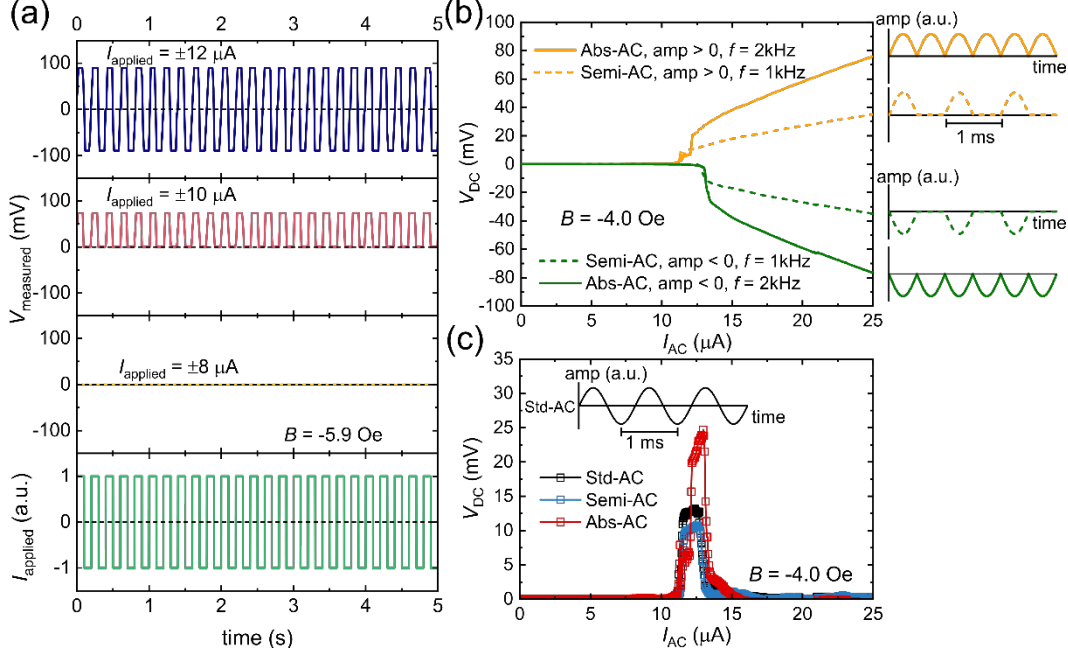 (a)
0 1 2 3 4 5
I_applied = ±12 μA
100
0
-100
I_applied = ±10 μA
100
0
-100
I_applied = ±8 μA
100
0
-100
B = -5.9 Oe
V_measured (mV)
1
0
-1
I_applied (a.u.)
0 1 2 3 4 5
time (s)
(b)
100
80
60
40
20
0
-20
-40
-60
-80
-100
V_DC (mV)
Abs-AC, amp > 0, f = 2kHz
Semi-AC, amp > 0, f = 1kHz
B = -4.0 Oe
Semi-AC, amp < 0, f = 1kHz
Abs-AC, amp < 0, f = 2kHz
0 5 10 15 20 25
I_AC (μA)
amp (a.u.)
time
1 ms
amp (a.u.)
time
(c)
35
30
25
20
15
10
5
0
V_DC (mV)
amp (a.u.)
Std-AC
time
1 ms
Std-AC
Semi-AC
Abs-AC
B = -4.0 Oe
0 5 10 15 20 25
I_AC (μA)